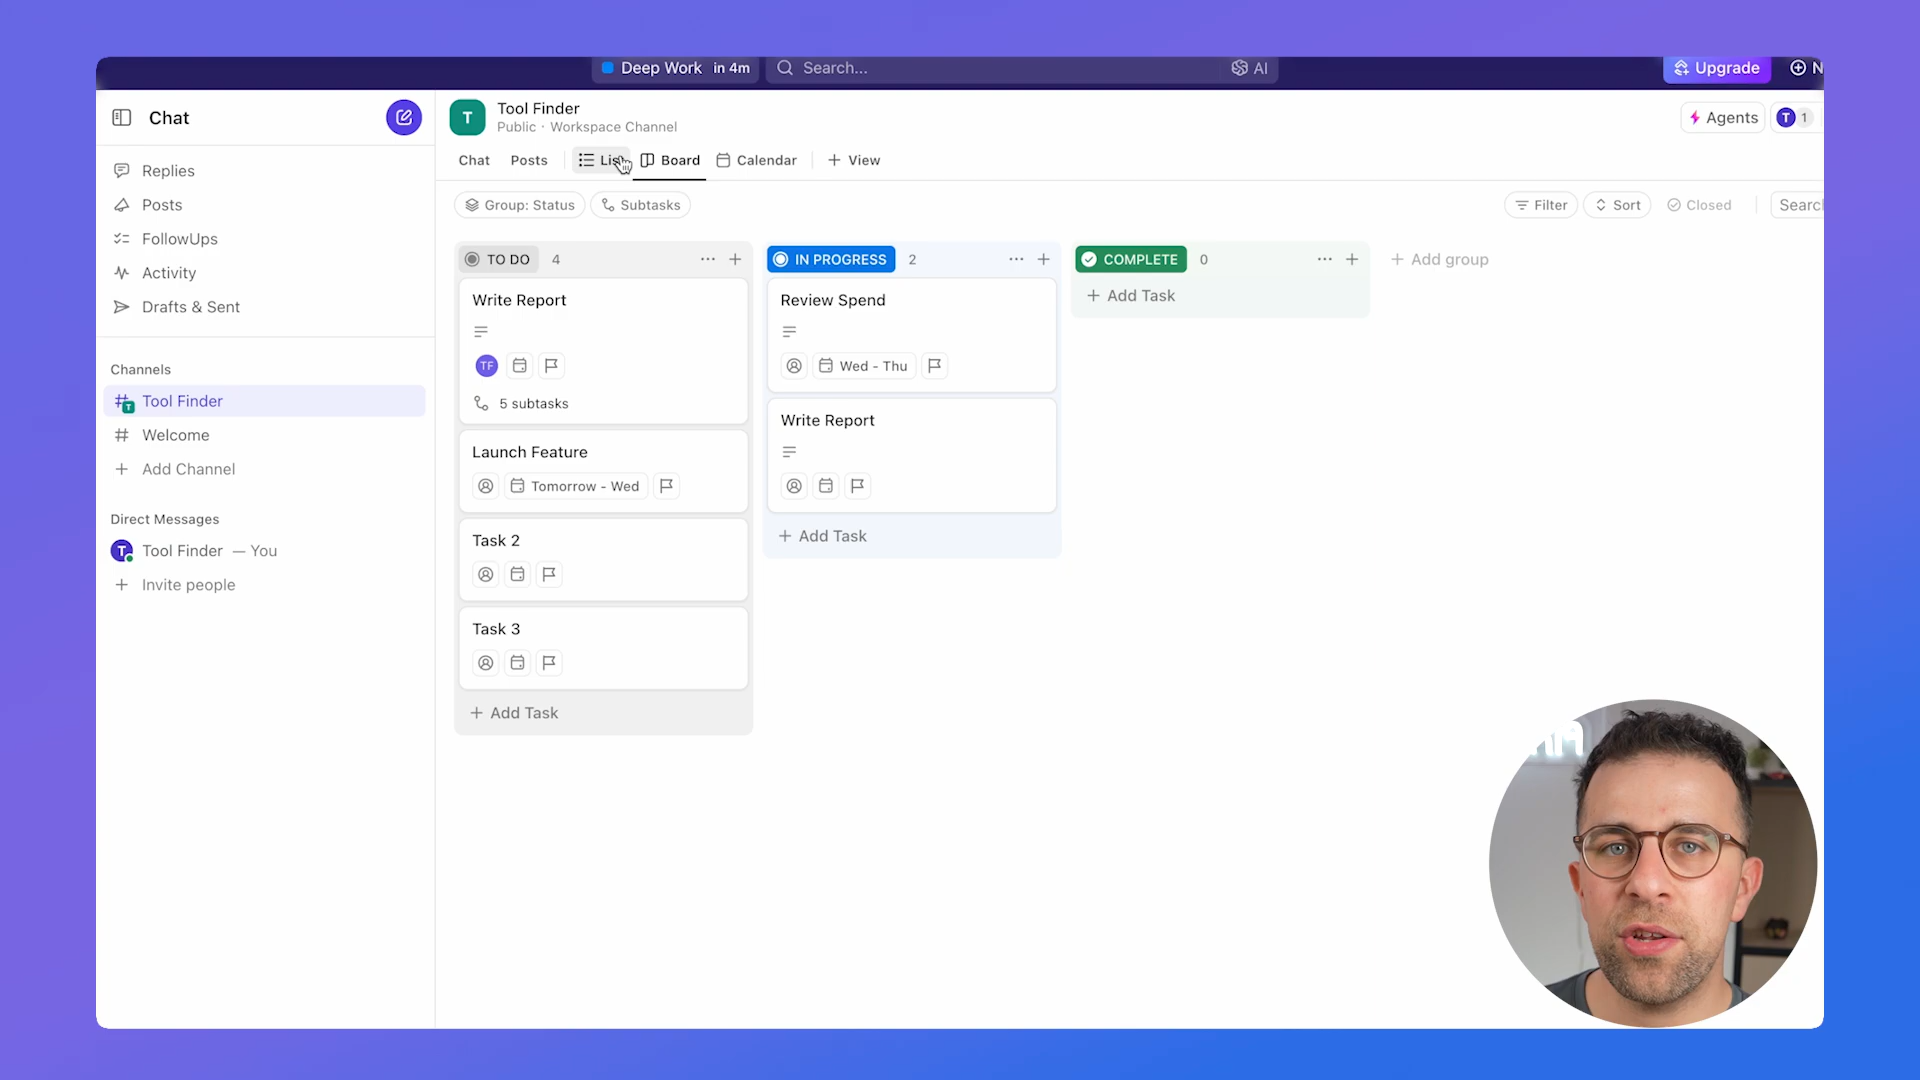 Deep Work in 4m
Search...
AI
Upgrade
N
Chat
Replies
Posts
FollowUps
Activity
Drafts & Sent
Channels
Tool Finder
Welcome
Add Channel
Direct Messages
Tool Finder — You
Invite people
T
Tool Finder
Public · Workspace Channel
Agents
T 1
Chat
Posts
List
Board
Calendar
+ View
Group: Status
Subtasks
Filter
Sort
Closed
Searc
TO DO 4
Write Report
TF
5 subtasks
Launch Feature
Tomorrow - Wed
Task 2
Task 3
+ Add Task
IN PROGRESS 2
Review Spend
Wed - Thu
Write Report
+ Add Task
COMPLETE 0
+ Add Task
+ Add group